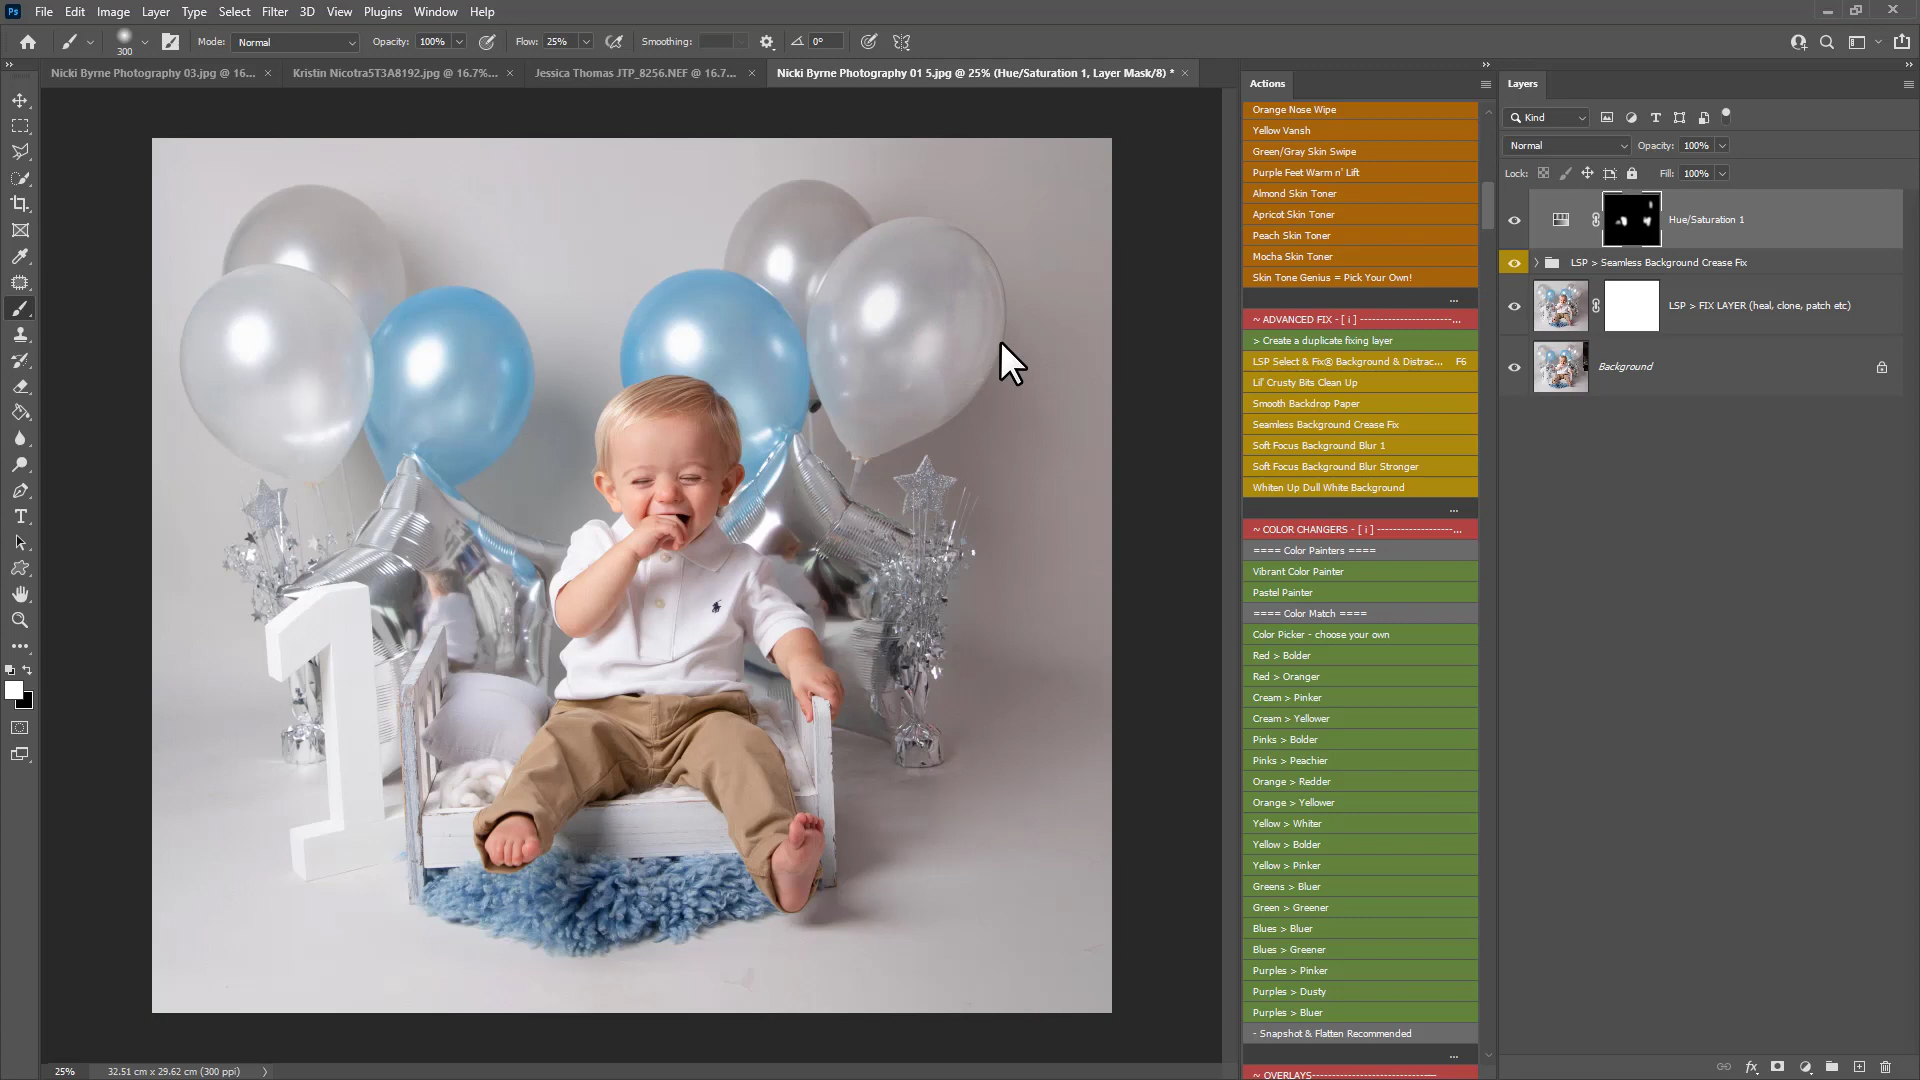 Ps File Edit Image Layer Type Select Filter 3D View Plugins Window Help
300 Mode: Normal Opacity: 100% Flow: 25% Smoothing: 0°
Nicki Byrne Photography 03.jpg @ 16... × Kristin Nicotra5T3A8192.jpg @ 16.7%... × Jessica Thomas JTP_8256.NEF @ 16.7... × Nicki Byrne Photography 01 5.jpg @ 25% (Hue/Saturation 1, Layer Mask/8) * ×
Actions
Orange Nose Wipe
Yellow Vansh
Green/Gray Skin Swipe
Purple Feet Warm n' Lift
Almond Skin Toner
Apricot Skin Toner
Peach Skin Toner
Mocha Skin Toner
Skin Tone Genius = Pick Your Own!
...
~ ADVANCED FIX - [ i ] -----------------------...
> Create a duplicate fixing layer
LSP Select & Fix® Background & Distrac... F6
Lil' Crusty Bits Clean Up
Smooth Backdrop Paper
Seamless Background Crease Fix
Soft Focus Background Blur 1
Soft Focus Background Blur Stronger
Whiten Up Dull White Background
...
~ COLOR CHANGERS - [ i ] -------------------...
==== Color Painters ====
Vibrant Color Painter
Pastel Painter
==== Color Match ====
Color Picker - choose your own
Red > Bolder
Red > Oranger
Cream > Pinker
Cream > Yellower
Pinks > Bolder
Pinks > Peachier
Orange > Redder
Orange > Yellower
Yellow > Whiter
Yellow > Bolder
Yellow > Pinker
Greens > Bluer
Green > Greener
Blues > Bluer
Blues > Greener
Purples > Pinker
Purples > Dusty
Purples > Bluer
- Snapshot & Flatten Recommended
...
~ OVERLAYS------------------------------
Layers
Kind
Normal Opacity: 100%
Lock: Fill: 100%
Hue/Saturation 1
LSP > Seamless Background Crease Fix
LSP > FIX LAYER (heal, clone, patch etc)
Background
1
25% 32.51 cm x 29.62 cm (300 ppi)